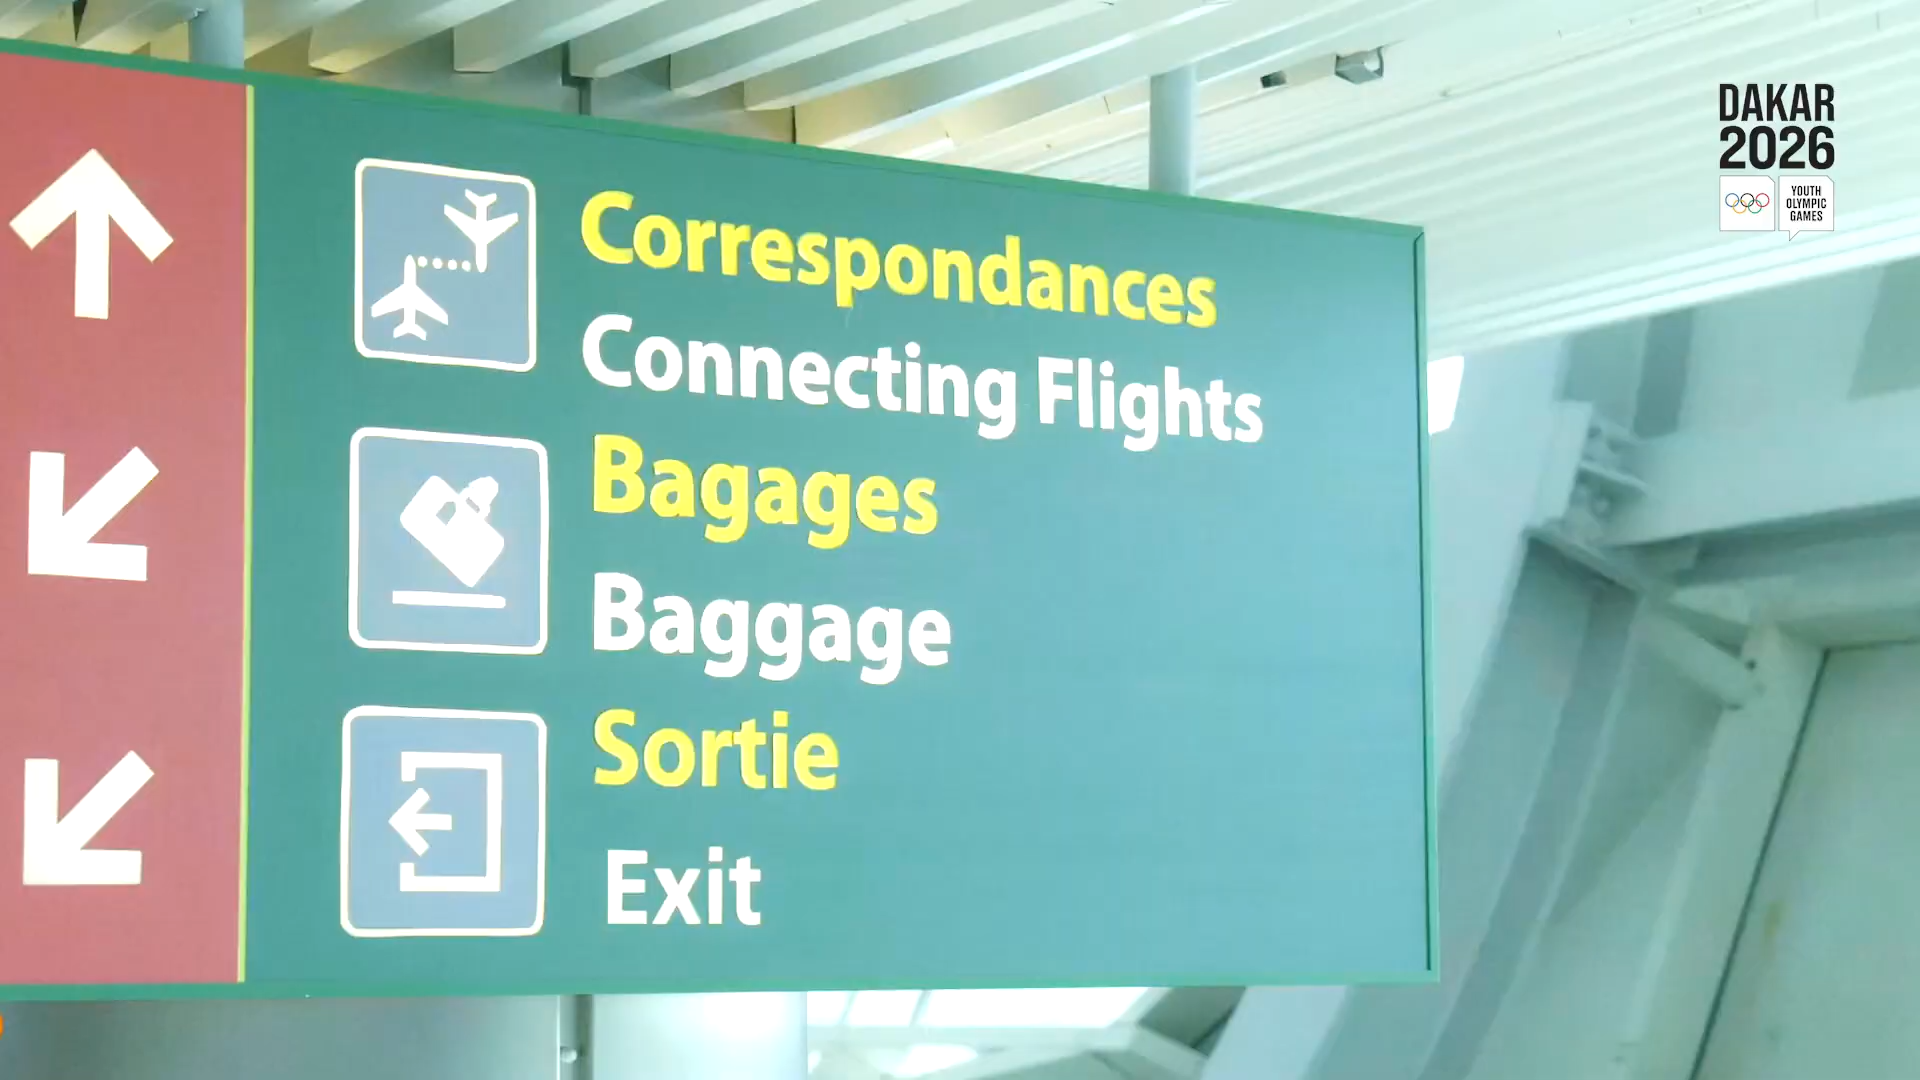 Correspondances
Connecting Flights
Bagages
Baggage
Sortie
Exit
DAKAR
2026
YOUTH
OLYMPIC
GAMES